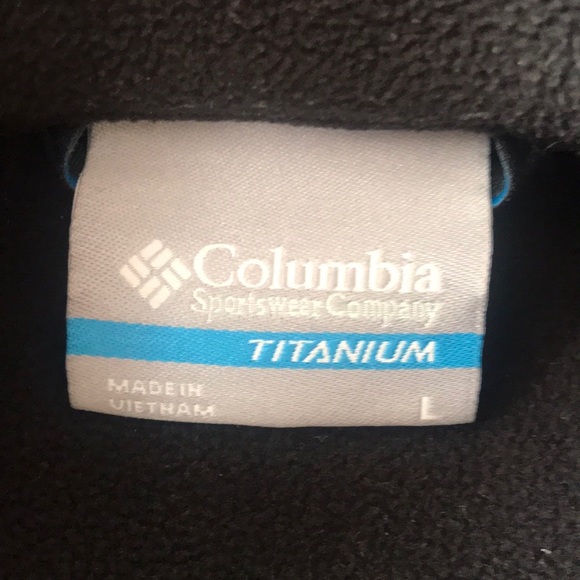 Columbia
Sportswear Company
TITANIUM
MADE IN
VIETNAM
L